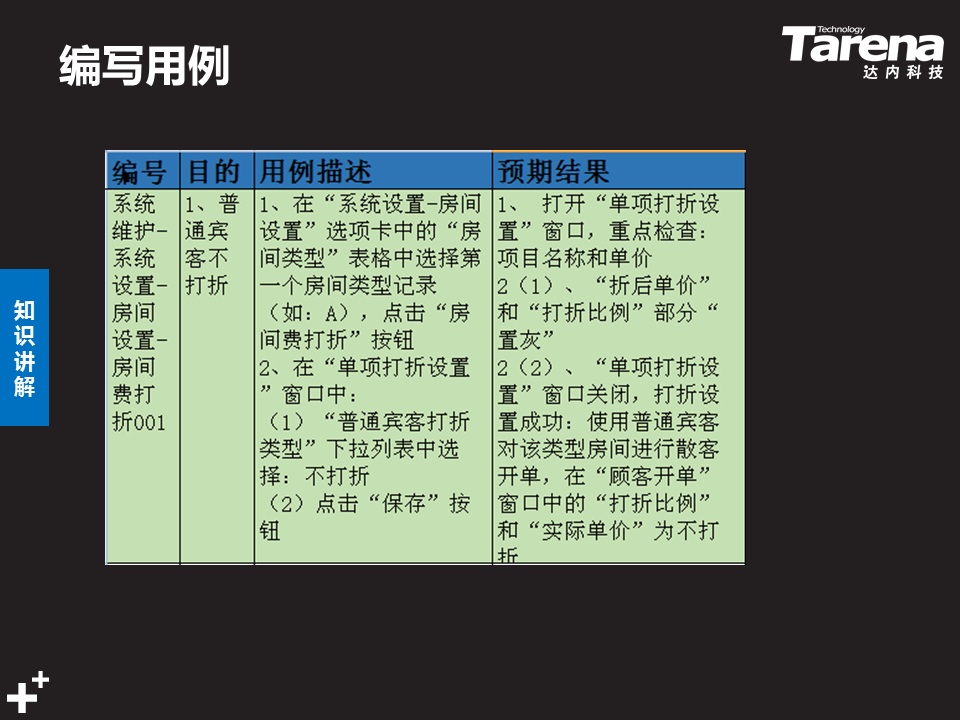 编写用例
Technology
Tarena
达内科技
知识讲解
编号 目的 用例描述 预期结果
系统
维护-
系统
设置-
房间
设置-
房间
费打
折001
1、普
通宾
客不
打折
1、在“系统设置-房间
设置”选项卡中的“房
间类型”表格中选择第
一个房间类型记录
（如：A），点击“房
间费打折”按钮
2、在“单项打折设置
”窗口中：
（1）“普通宾客打折
类型”下拉列表中选
择：不打折
（2）点击“保存”按
钮
1、 打开“单项打折设
置”窗口，重点检查：
项目名称和单价
2（1）、“折后单价”
和“打折比例”部分“
置灰”
2（2）、“单项打折设
置”窗口关闭，打折设
置成功：使用普通宾客
对该类型房间进行散客
开单，在“顾客开单”
窗口中的“打折比例”
和“实际单价”为不打
折